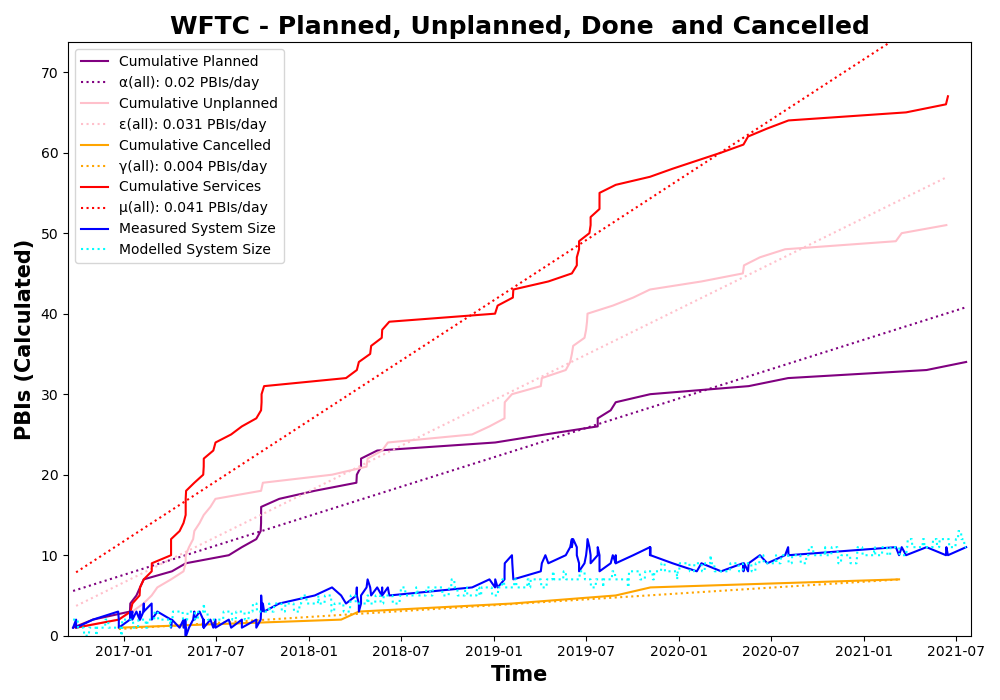 WFTC - Planned, Unplanned, Done  and Cancelled
Cumulative Planned
α(all): 0.02 PBIs/day
Cumulative Unplanned
ε(all): 0.031 PBIs/day
Cumulative Cancelled
γ(all): 0.004 PBIs/day
Cumulative Services
μ(all): 0.041 PBIs/day
Measured System Size
Modelled System Size
PBIs (Calculated)
70
60
50
40
30
20
10
0
2017-01 2017-07 2018-01 2018-07 2019-01 2019-07 2020-01 2020-07 2021-01 2021-07
Time